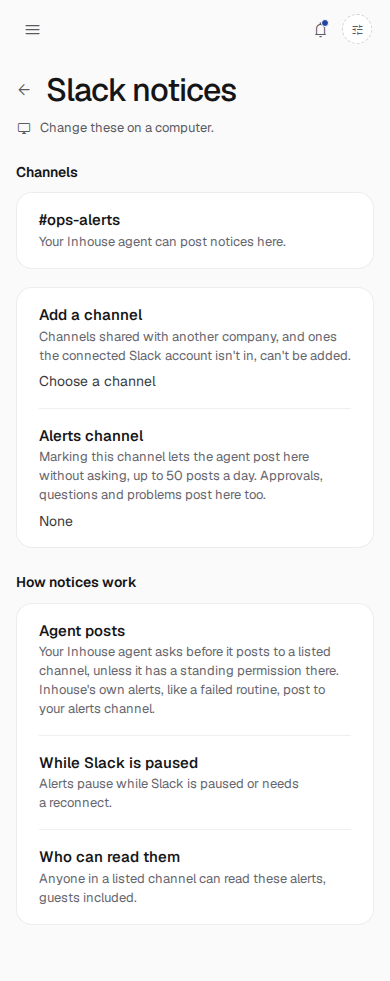 Slack notices
Change these on a computer.
Channels
#ops-alerts
Your Inhouse agent can post notices here.
Add a channel
Channels shared with another company, and ones
the connected Slack account isn't in, can't be added.
Choose a channel
Alerts channel
Marking this channel lets the agent post here
without asking, up to 50 posts a day. Approvals,
questions and problems post here too.
None
How notices work
Agent posts
Your Inhouse agent asks before it posts to a listed
channel, unless it has a standing permission there.
Inhouse's own alerts, like a failed routine, post to
your alerts channel.
While Slack is paused
Alerts pause while Slack is paused or needs
a reconnect.
Who can read them
Anyone in a listed channel can read these alerts,
guests included.